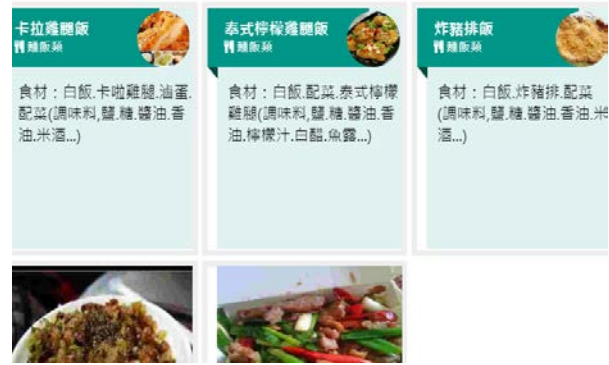 卡拉雞腿飯
麵飯類
食材：白飯.卡啦雞腿.滷蛋.
配菜(調味料,鹽.糖.醬油.香
油.米酒...)
泰式檸檬雞腿飯
麵飯類
食材：白飯.配菜.泰式檸檬
雞腿(調味料,鹽.糖.醬油.香
油.檸檬汁.白醋.魚露...)
炸豬排飯
麵飯類
食材：白飯.炸豬排.配菜
(調味料,鹽.糖.醬油.香油.米
酒...)